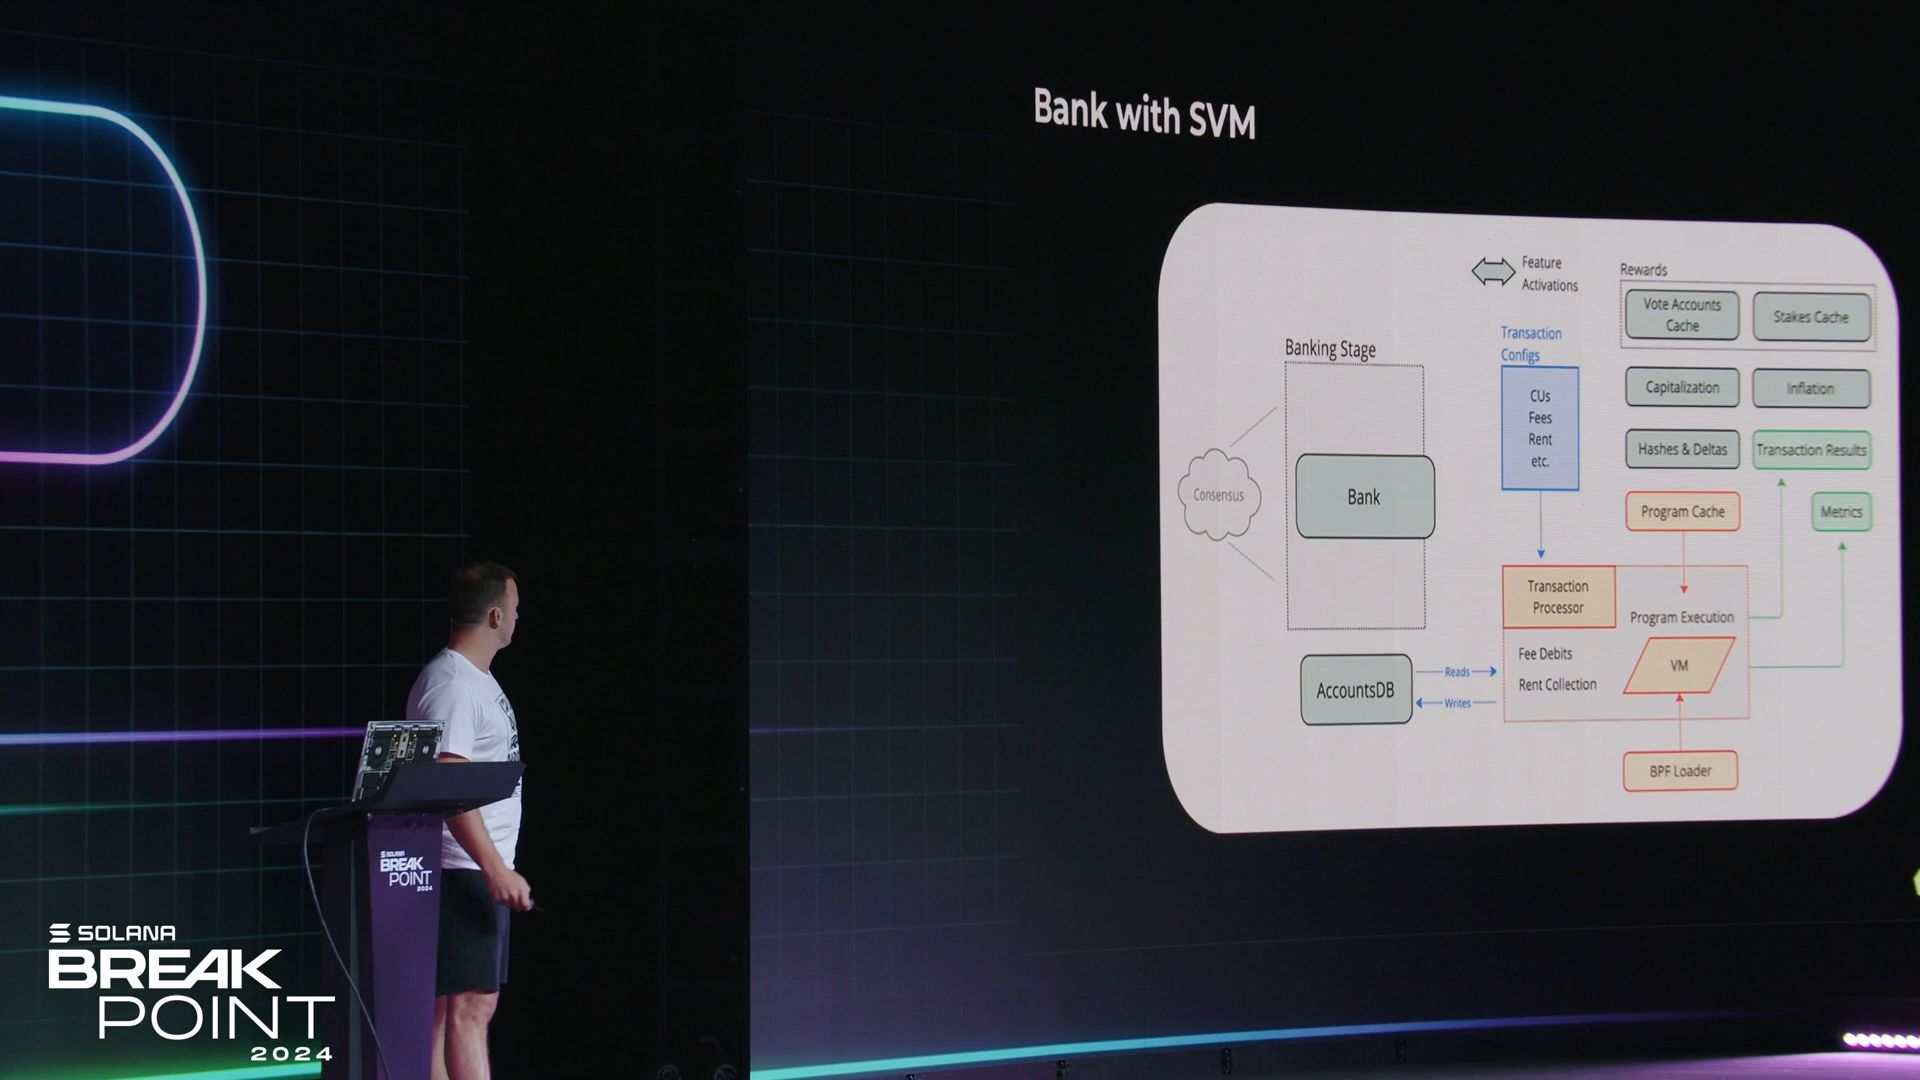 Bank with SVM
Feature
Activations
Rewards
Vote Accounts
Cache
Stakes Cache
Transaction
Configs
Banking Stage
CUs
Fees
Rent
etc.
Capitalization
Inflation
Hashes & Deltas
Transaction Results
Consensus
Bank
Program Cache
Metrics
Transaction
Processor
Program Execution
Fee Debits
Rent Collection
VM
AccountsDB
Reads
Writes
BPF Loader
SOLANA
BREAK
POINT
2024
SOLANA
BREAK
POINT
2024